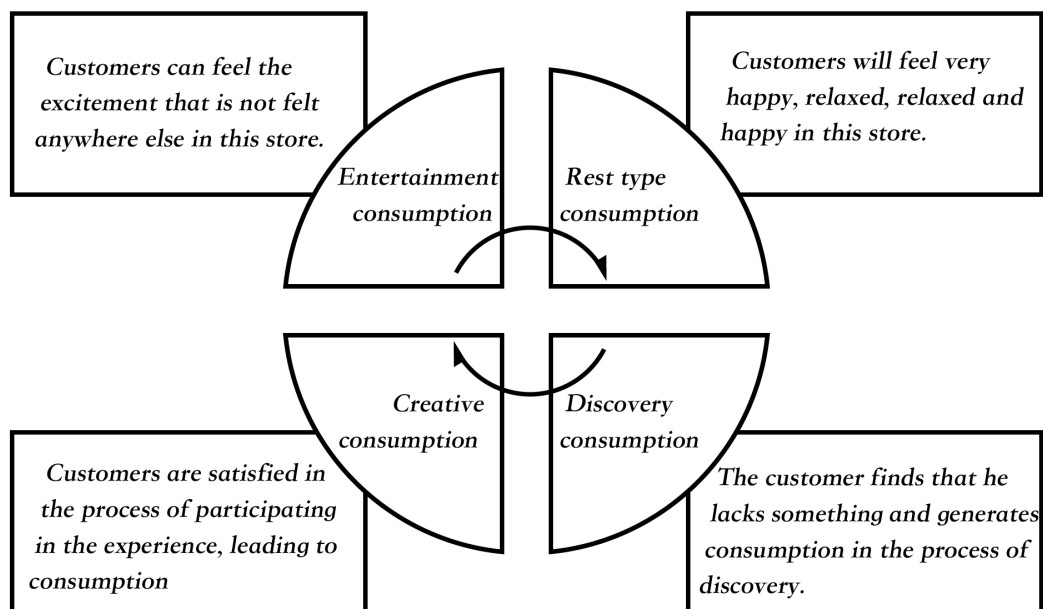 Customers can feel the
excitement that is not felt
anywhere else in this store.
Customers will feel very
happy, relaxed, relaxed and
happy in this store.
Entertainment
consumption
Rest type
consumption
Creative
consumption
Discovery
consumption
Customers are satisfied in
the process of participating
in the experience, leading to
consumption
The customer finds that he
lacks something and generates
consumption in the process of
discovery.